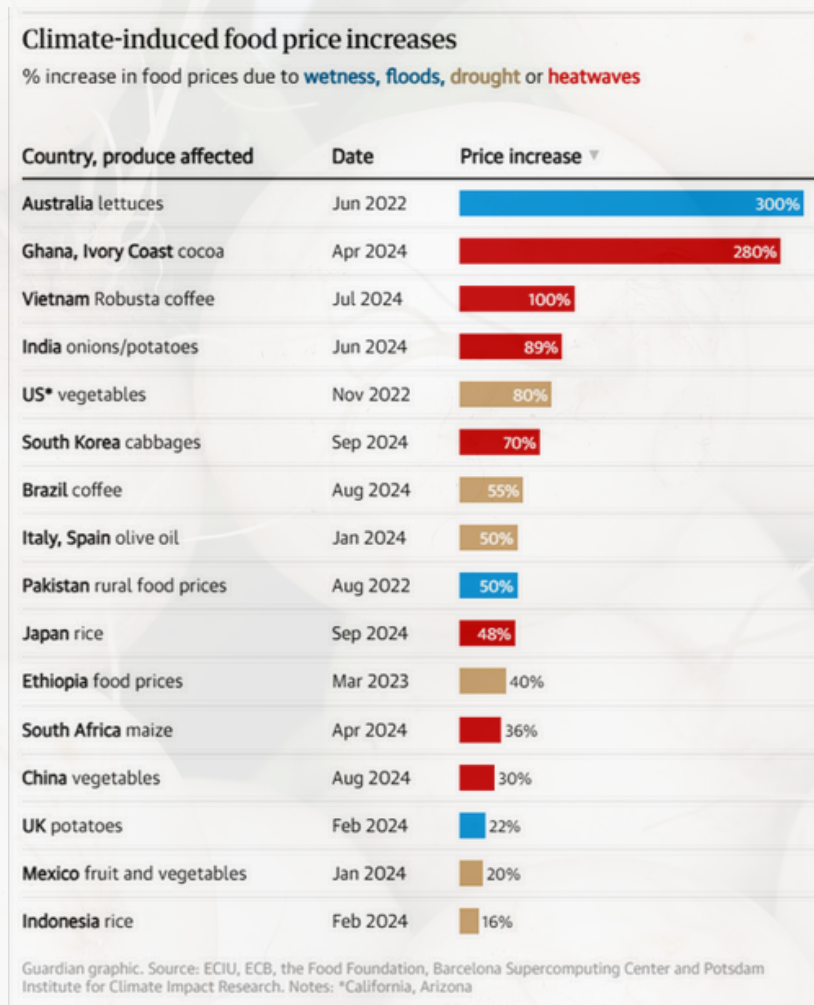 Climate-induced food price increases
% increase in food prices due to wetness, floods, drought or heatwaves
Country, produce affected Date Price increase ▼
Australia lettuces Jun 2022 300%
Ghana, Ivory Coast cocoa Apr 2024 280%
Vietnam Robusta coffee Jul 2024 100%
India onions/potatoes Jun 2024 89%
US* vegetables Nov 2022 80%
South Korea cabbages Sep 2024 70%
Brazil coffee Aug 2024 55%
Italy, Spain olive oil Jan 2024 50%
Pakistan rural food prices Aug 2022 50%
Japan rice Sep 2024 48%
Ethiopia food prices Mar 2023 40%
South Africa maize Apr 2024 36%
China vegetables Aug 2024 30%
UK potatoes Feb 2024 22%
Mexico fruit and vegetables Jan 2024 20%
Indonesia rice Feb 2024 16%
Guardian graphic. Source: ECIU, ECB, the Food Foundation, Barcelona Supercomputing Center and Potsdam
Institute for Climate Impact Research. Notes: *California, Arizona